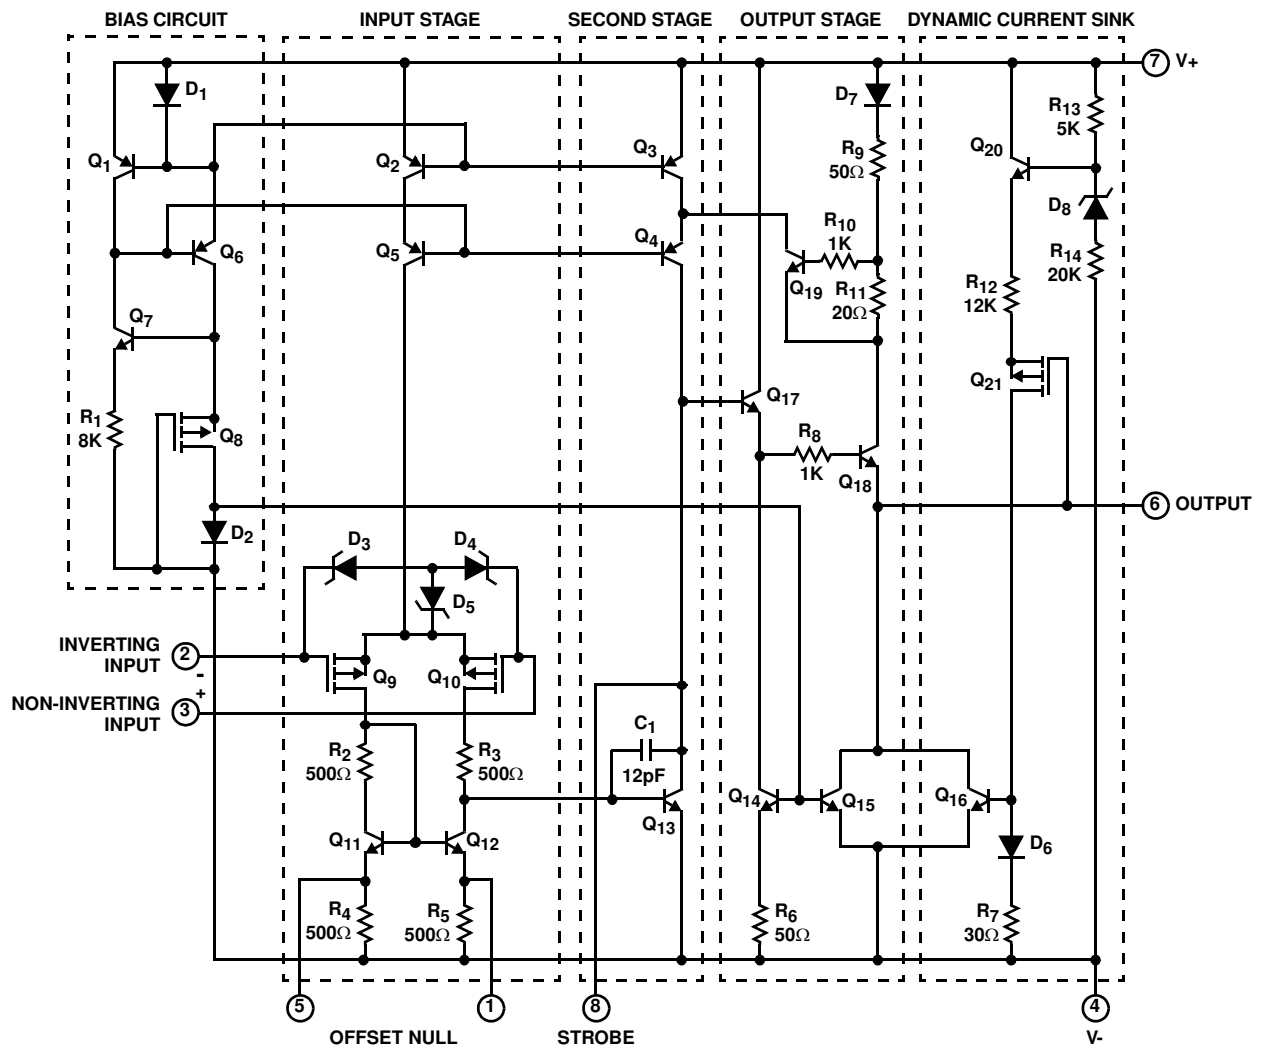 BIAS CIRCUIT
INPUT STAGE
SECOND STAGE
OUTPUT STAGE
DYNAMIC CURRENT SINK
7 V+
D1
D7
R13
5K
Q1
Q2
Q3
R9
50Ω
Q20
D8
R10
1K
Q6
Q5
Q4
Q19
R11
20Ω
R14
20K
R12
12K
Q7
Q21
Q17
R1
8K
Q8
R8
1K
Q18
6 OUTPUT
D2
D3
D4
D5
INVERTING
INPUT
2
-
+
Q9
Q10
NON-INVERTING
INPUT
3
C1
12pF
R2
500Ω
R3
500Ω
Q14
Q15
Q16
Q13
Q11
Q12
D6
R4
500Ω
R5
500Ω
R6
50Ω
R7
30Ω
5
1
8
4
OFFSET NULL
STROBE
V-